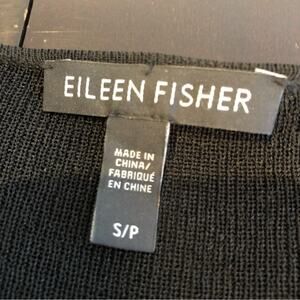 EILEEN FISHER
MADE IN
CHINA/
FABRIQUÉ
EN CHINE
S/P